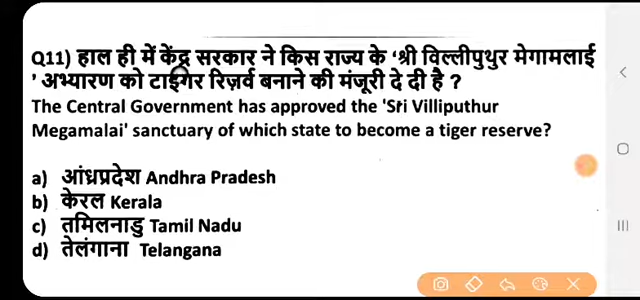 Q11) हाल ही में केंद्र सरकार ने किस राज्य के 'श्री विल्लीपुथुर मेगामलाई
' अभ्यारण को टाईगर रिज़र्व बनाने की मंजूरी दे दी है ?
The Central Government has approved the 'Sri Villiputhur
Megamalai' sanctuary of which state to become a tiger reserve?
a) आंध्रप्रदेश Andhra Pradesh
b) केरल Kerala
c) तमिलनाडु Tamil Nadu
d) तेलंगाना Telangana